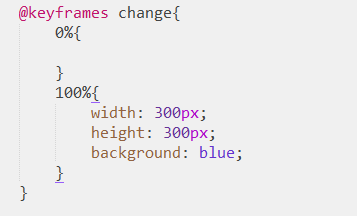 @keyframes change{
0%{
}
100%{
width: 300px;
height: 300px;
background: blue;
}
}